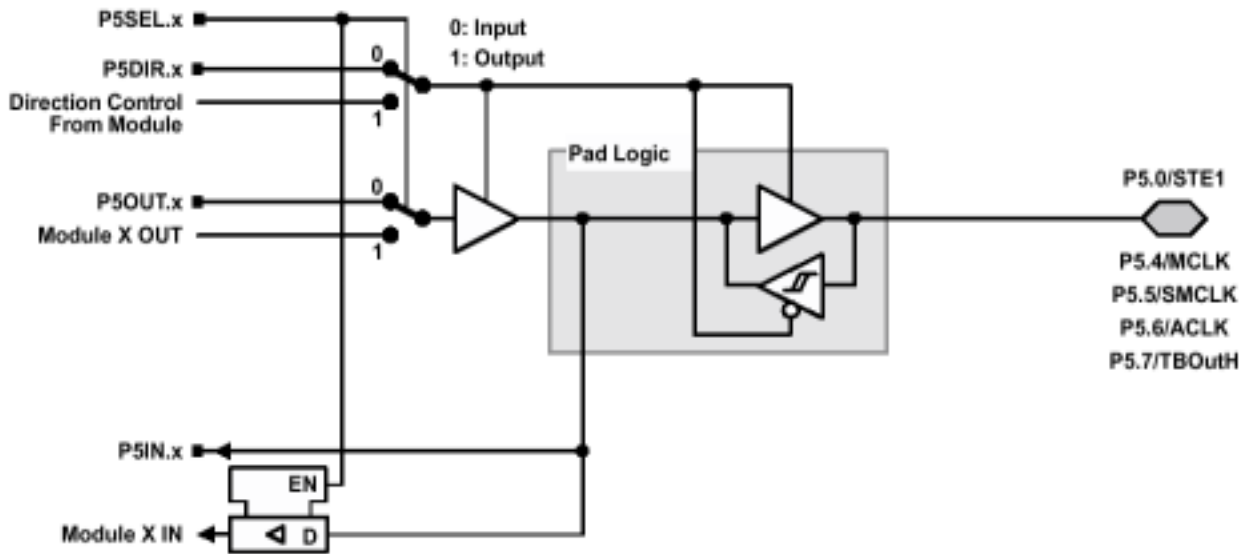 P5SEL.x
0: Input
1: Output
0
P5DIR.x
Direction Control
From Module
1
Pad Logic
P5.0/STE1
0
P5OUT.x
Module X OUT
1
P5.4/MCLK
P5.5/SMCLK
P5.6/ACLK
P5.7/TBOutH
P5IN.x
EN
Module X IN
D